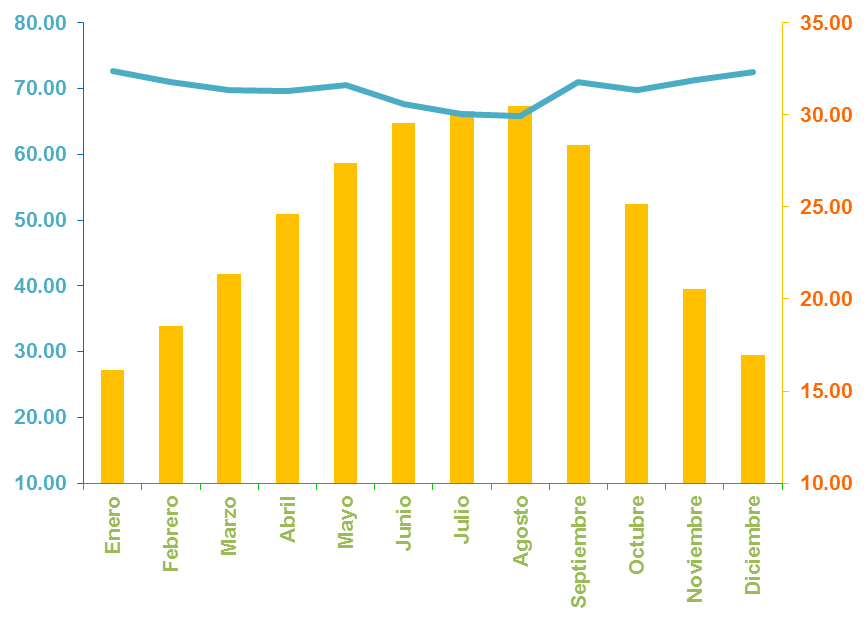 80.00
70.00
60.00
50.00
40.00
30.00
20.00
10.00
35.00
30.00
25.00
20.00
15.00
10.00
Enero
Febrero
Marzo
Abril
Mayo
Junio
Julio
Agosto
Septiembre
Octubre
Noviembre
Diciembre